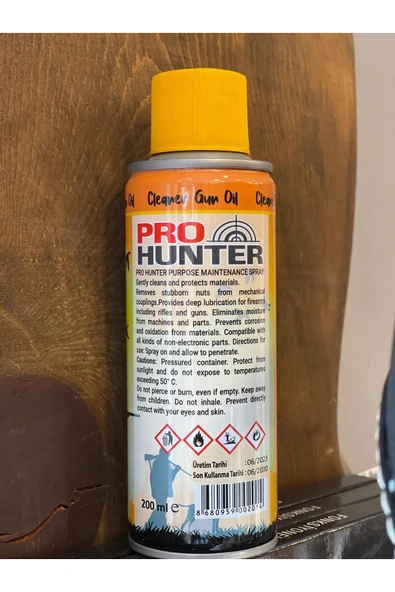 Oil Cleaner Gun Oil Clean
PRO
HUNTER
PRO HUNTER PURPOSE MAINTENANCE SPRAY:
Gently cleans and protects materials.
Removes stubborn nuts from mechanical
couplings.Provides deep lubrication for firearms
including rifles and guns. Eliminates moisture
from machines and parts. Prevents corrosion
and oxidation from materials. Compatible with
all kinds of non-electronic parts. Directions for
use: Spray on and allow to penetrate.
Cautions: Pressured container. Protect from
sunlight and do not expose to temperatures
exceeding 50° C.
Do not pierce or burn, even if empty. Keep away
from children. Do not inhale. Prevent directly
contact with your eyes and skin.
Üretim Tarihi :06/2023
Son Kullanma Tarihi :06/2030
200 ml e
8 680959 002014